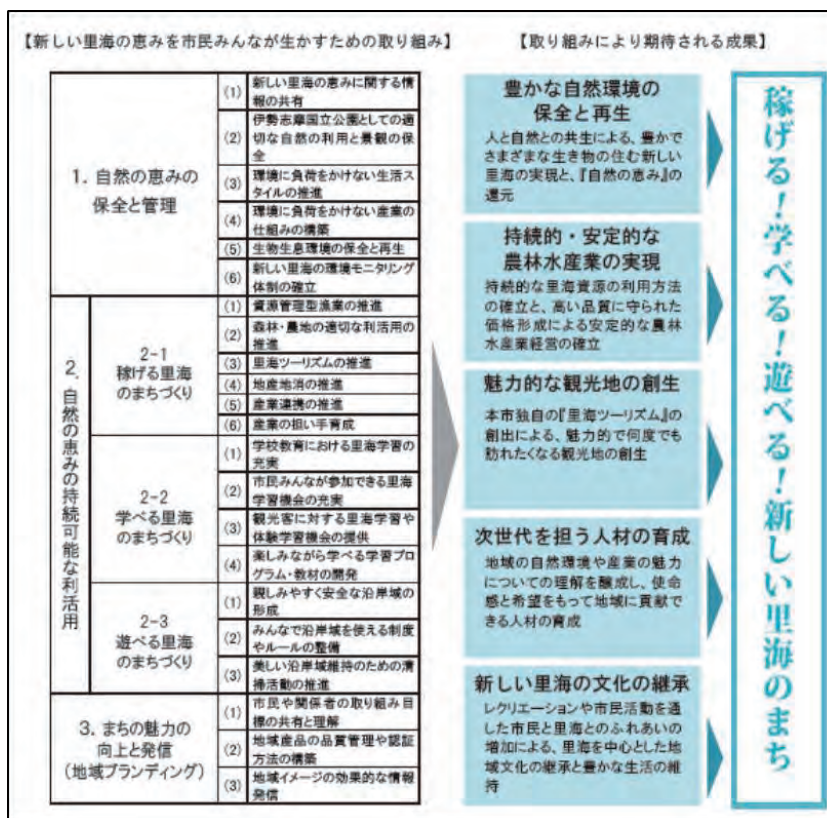 【新しい里海の恵みを市民みんなが生かすための取り組み】
【取り組みにより期待される成果】
1. 自然の恵みの
保全と管理
(1) 新しい里海の恵みに関する情
報の共有
(2) 伊勢志摩国立公園としての適
切な自然の利用と景観の保
全
(3) 環境に負荷をかけない生活ス
タイルの推進
(4) 環境に負荷をかけない産業の
仕組みの構築
(5) 生物生息環境の保全と再生
(6) 新しい里海の環境モニタリング
体制の確立
2. 自然の恵みの持続可能な利活用
2-1
稼げる里海
のまちづくり
(1) 資源管理型漁業の推進
(2) 森林・農地の適切な利活用の
推進
(3) 里海ツーリズムの推進
(4) 地産地消の推進
(5) 産業連携の推進
(6) 産業の担い手育成
2-2
学べる里海
のまちづくり
(1) 学校教育における里海学習の
充実
(2) 市民みんなが参加できる里海
学習機会の充実
(3) 観光客に対する里海学習や
体験学習機会の提供
(4) 楽しみながら学べる学習プロ
グラム・教材の開発
2-3
遊べる里海
のまちづくり
(1) 親しみやすく安全な沿岸域の
形成
(2) みんなで沿岸域を使える制度
やルールの整備
(3) 美しい沿岸域維持のための清
掃活動の推進
3. まちの魅力の
向上と発信
(地域ブランディング)
(1) 市民や関係者の取り組み目
標の共有と理解
(2) 地域産品の品質管理や認証
方法の構築
(3) 地域イメージの効果的な情報
発信
豊かな自然環境の
保全と再生
人と自然との共生による、豊かで
さまざまな生き物の住む新しい
里海の実現と、『自然の恵み』の
還元
持続的・安定的な
農林水産業の実現
持続的な里海資源の利用方法
の確立と、高い品質に守られた
価格形成による安定的な農林
水産業経営の確立
魅力的な観光地の創生
本市独自の『里海ツーリズム』の
創出による、魅力的で何度でも
訪れたくなる観光地の創生
次世代を担う人材の育成
地域の自然環境や産業の魅力
についての理解を醸成し、使命
感と希望をもって地域に貢献で
きる人材の育成
新しい里海の文化の継承
レクリエーションや市民活動を通
した市民と里海とのふれあいの
増加による、里海を中心とした地
域文化の継承と豊かな生活の維
持
稼げる！学べる！遊べる！新しい里海のまち